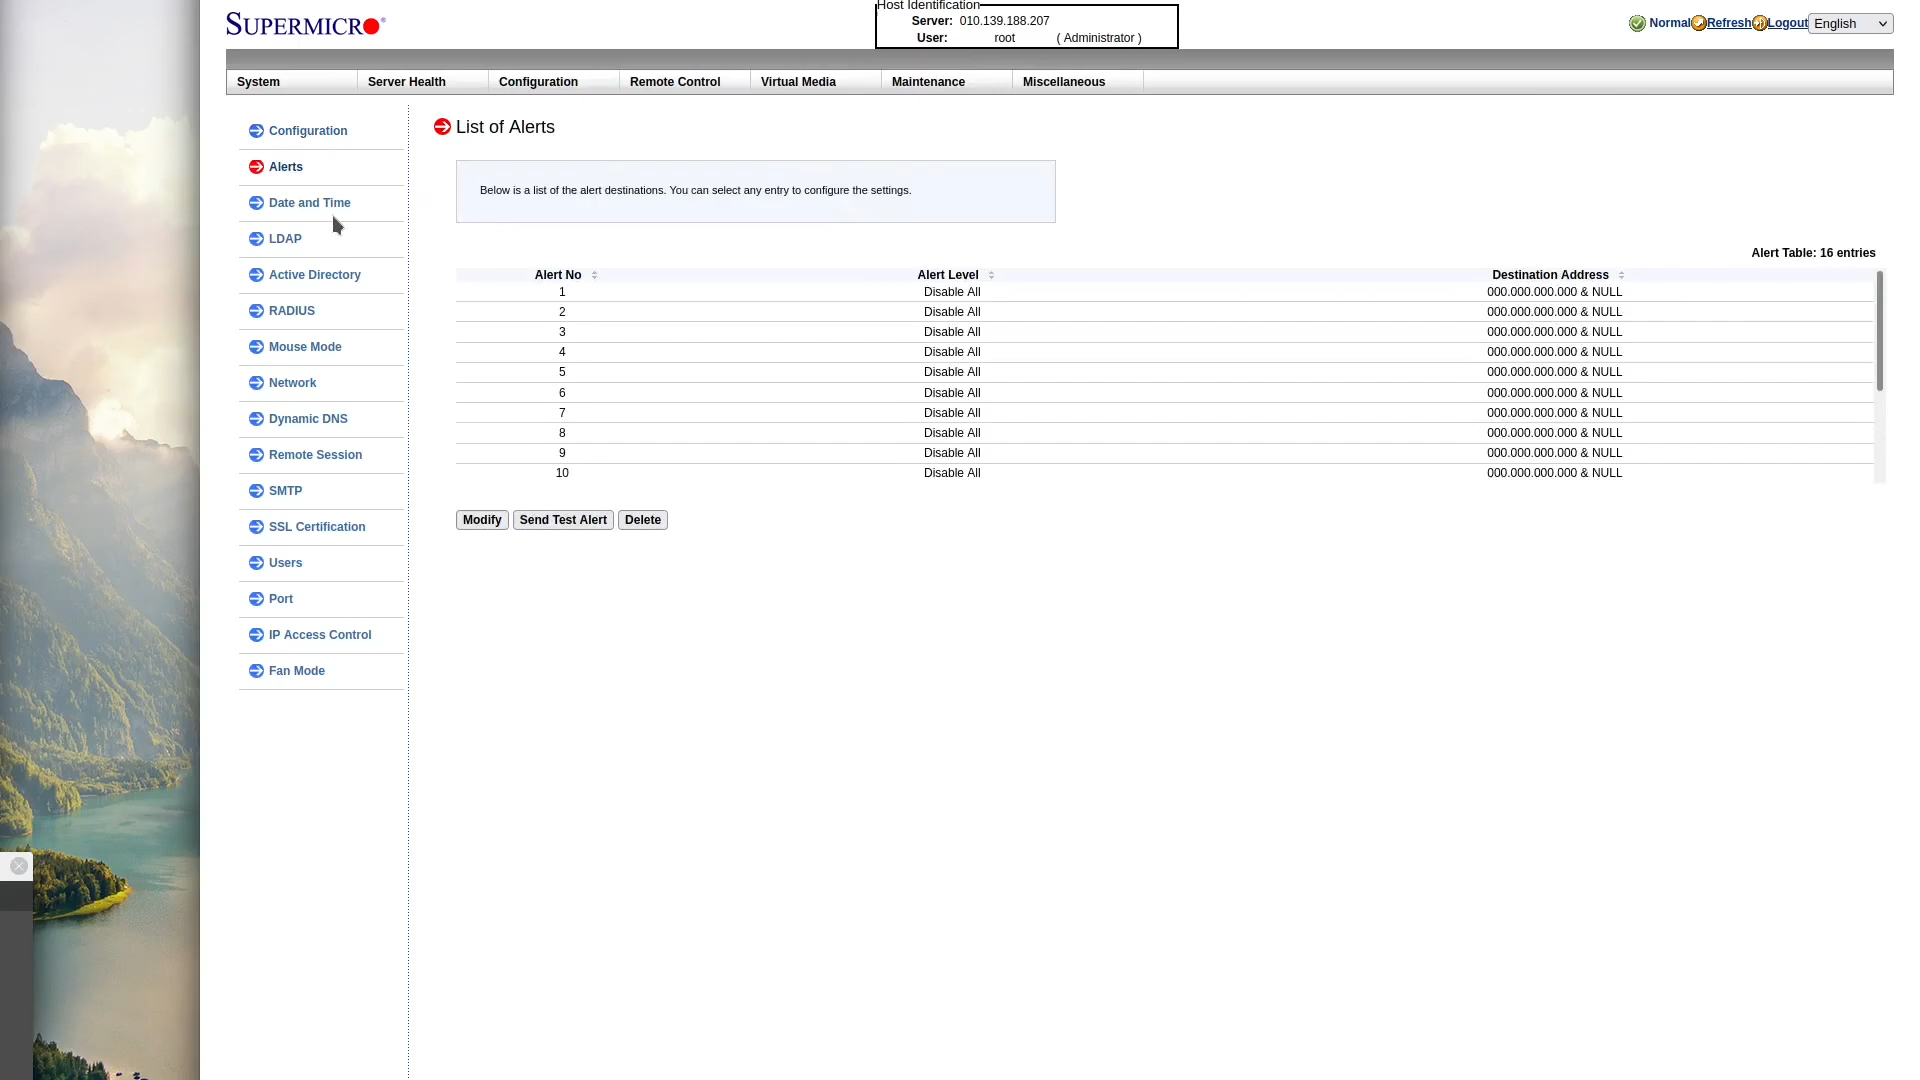 SUPERMICRO
Host Identification
Server: 010.139.188.207
User: root ( Administrator )
Normal Refresh Logout English
System Server Health Configuration Remote Control Virtual Media Maintenance Miscellaneous
Configuration
Alerts
Date and Time
LDAP
Active Directory
RADIUS
Mouse Mode
Network
Dynamic DNS
Remote Session
SMTP
SSL Certification
Users
Port
IP Access Control
Fan Mode
List of Alerts
Below is a list of the alert destinations. You can select any entry to configure the settings.
Alert Table: 16 entries
Alert No Alert Level Destination Address
1 Disable All 000.000.000.000 & NULL
2 Disable All 000.000.000.000 & NULL
3 Disable All 000.000.000.000 & NULL
4 Disable All 000.000.000.000 & NULL
5 Disable All 000.000.000.000 & NULL
6 Disable All 000.000.000.000 & NULL
7 Disable All 000.000.000.000 & NULL
8 Disable All 000.000.000.000 & NULL
9 Disable All 000.000.000.000 & NULL
10 Disable All 000.000.000.000 & NULL
Modify Send Test Alert Delete